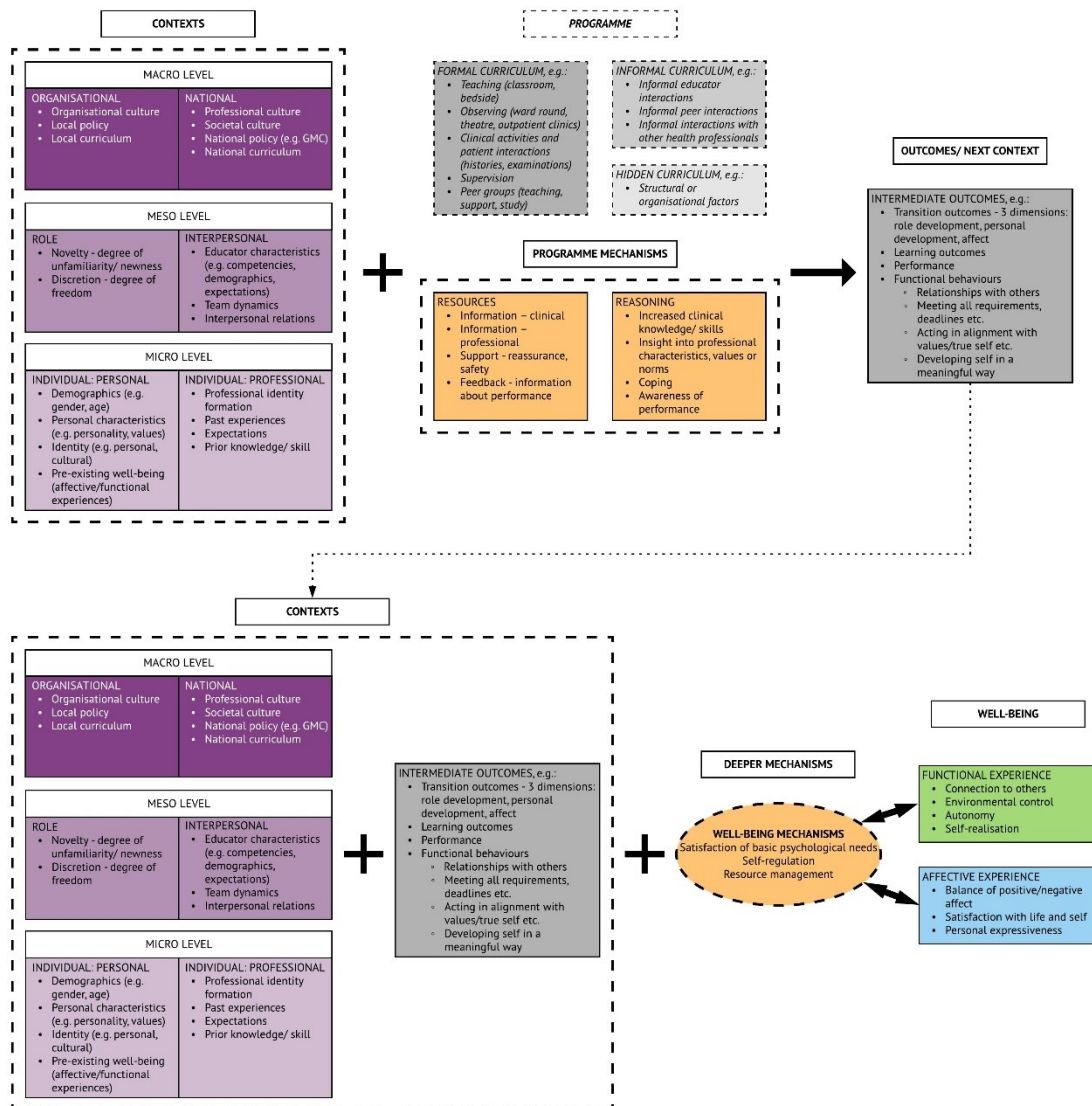 CONTEXTS
MACRO LEVEL
ORGANISATIONAL
• Organisational culture
• Local policy
• Local curriculum
NATIONAL
• Professional culture
• Societal culture
• National policy (e.g. GMC)
• National curriculum
MESO LEVEL
ROLE
• Novelty - degree of
unfamiliarity/ newness
• Discretion - degree of
freedom
INTERPERSONAL
• Educator characteristics
(e.g. competencies,
demographics,
expectations)
• Team dynamics
• Interpersonal relations
MICRO LEVEL
INDIVIDUAL: PERSONAL
• Demographics (e.g.
gender, age)
• Personal characteristics
(e.g. personality, values)
• Identity (e.g. personal,
cultural)
• Pre-existing well-being
(affective/functional
experiences)
INDIVIDUAL: PROFESSIONAL
• Professional identity
formation
• Past experiences
• Expectations
• Prior knowledge/ skill
PROGRAMME
FORMAL CURRICULUM, e.g.:
• Teaching (classroom,
bedside)
• Observing (ward round,
theatre, outpatient clinics)
• Clinical activities and
patient interactions
(histories, examinations)
• Supervision
• Peer groups (teaching,
support, study)
INFORMAL CURRICULUM, e.g.:
• Informal educator
interactions
• Informal peer interactions
• Informal interactions with
other health professionals
HIDDEN CURRICULUM, e.g.:
• Structural or
organisational factors
PROGRAMME MECHANISMS
RESOURCES
• Information – clinical
• Information –
professional
• Support - reassurance,
safety
• Feedback - information
about performance
REASONING
• Increased clinical
knowledge/ skills
• Insight into professional
characteristics, values or
norms
• Coping
• Awareness of
performance
OUTCOMES/ NEXT CONTEXT
INTERMEDIATE OUTCOMES, e.g.:
• Transition outcomes - 3 dimensions:
role development, personal
development, affect
• Learning outcomes
• Performance
• Functional behaviours
◦ Relationships with others
◦ Meeting all requirements,
deadlines etc.
◦ Acting in alignment with
values/true self etc.
◦ Developing self in a
meaningful way
CONTEXTS
MACRO LEVEL
ORGANISATIONAL
• Organisational culture
• Local policy
• Local curriculum
NATIONAL
• Professional culture
• Societal culture
• National policy (e.g. GMC)
• National curriculum
MESO LEVEL
ROLE
• Novelty - degree of
unfamiliarity/ newness
• Discretion - degree of
freedom
INTERPERSONAL
• Educator characteristics
(e.g. competencies,
demographics,
expectations)
• Team dynamics
• Interpersonal relations
MICRO LEVEL
INDIVIDUAL: PERSONAL
• Demographics (e.g.
gender, age)
• Personal characteristics
(e.g. personality, values)
• Identity (e.g. personal,
cultural)
• Pre-existing well-being
(affective/functional
experiences)
INDIVIDUAL: PROFESSIONAL
• Professional identity
formation
• Past experiences
• Expectations
• Prior knowledge/ skill
INTERMEDIATE OUTCOMES, e.g.:
• Transition outcomes - 3 dimensions:
role development, personal
development, affect
• Learning outcomes
• Performance
• Functional behaviours
◦ Relationships with others
◦ Meeting all requirements,
deadlines etc.
◦ Acting in alignment with
values/true self etc.
◦ Developing self in a
meaningful way
DEEPER MECHANISMS
WELL-BEING MECHANISMS
Satisfaction of basic psychological needs
Self-regulation
Resource management
WELL-BEING
FUNCTIONAL EXPERIENCE
• Connection to others
• Environmental control
• Autonomy
• Self-realisation
AFFECTIVE EXPERIENCE
• Balance of positive/negative
affect
• Satisfaction with life and self
• Personal expressiveness